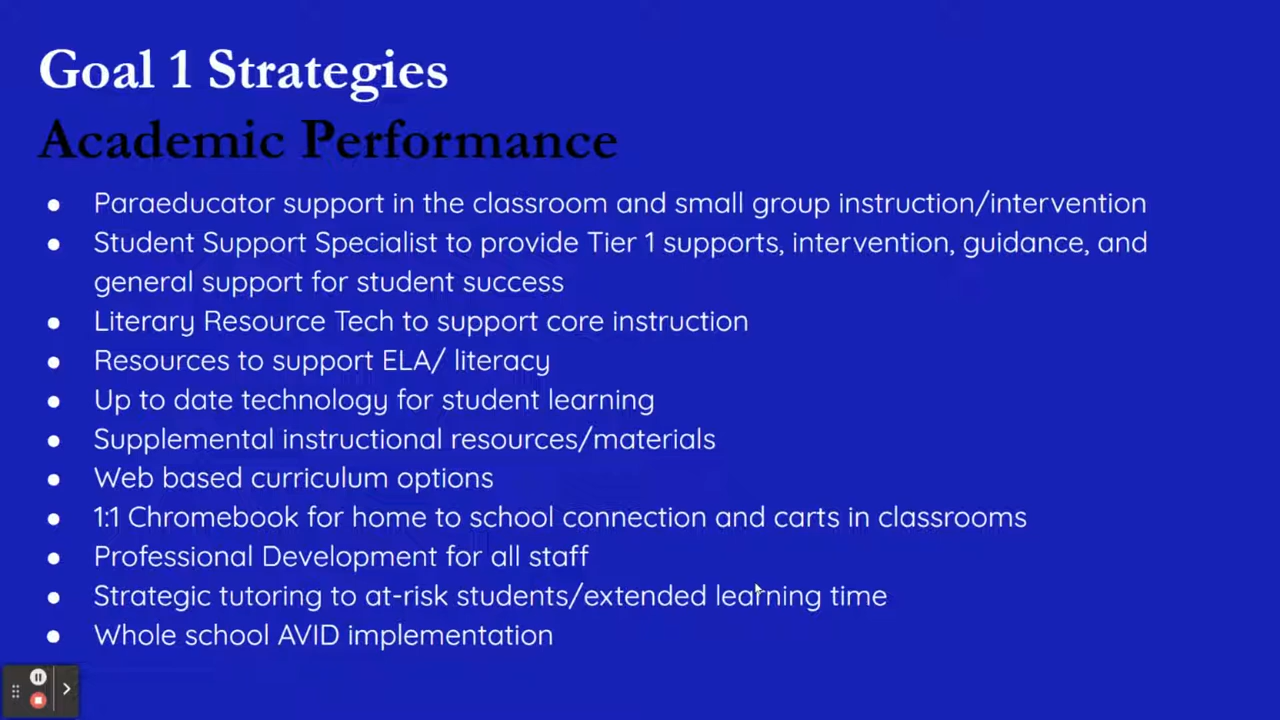 Goal 1 Strategies
Academic Performance
● Paraeducator support in the classroom and small group instruction/intervention
● Student Support Specialist to provide Tier 1 supports, intervention, guidance, and
general support for student success
● Literary Resource Tech to support core instruction
● Resources to support ELA/ literacy
● Up to date technology for student learning
● Supplemental instructional resources/materials
● Web based curriculum options
● 1:1 Chromebook for home to school connection and carts in classrooms
● Professional Development for all staff
● Strategic tutoring to at-risk students/extended learning time
● Whole school AVID implementation